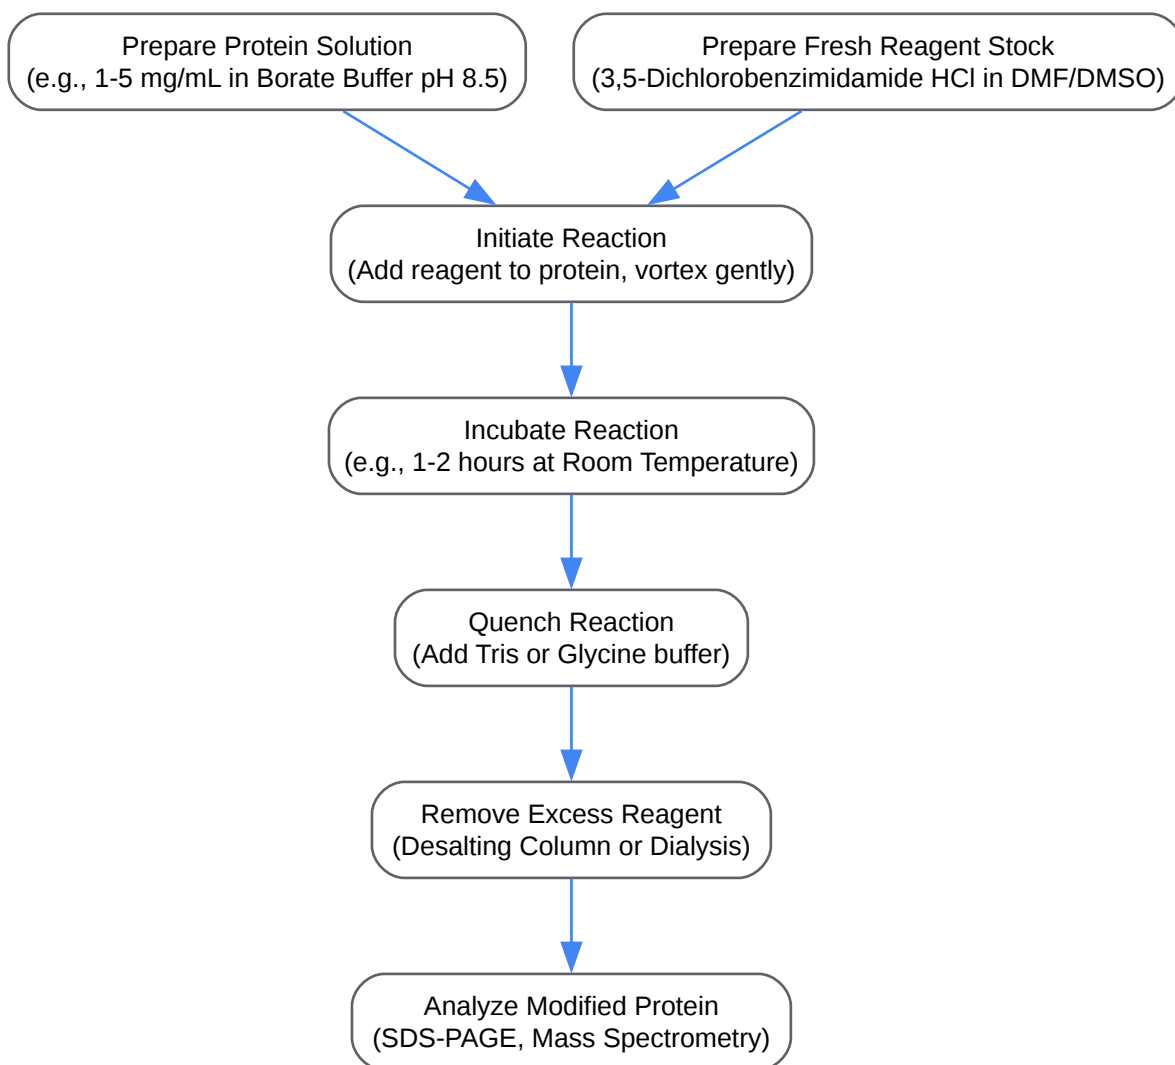 Prepare Protein Solution
(e.g., 1-5 mg/mL in Borate Buffer pH 8.5)
Prepare Fresh Reagent Stock
(3,5-Dichlorobenzimidamide HCl in DMF/DMSO)
Initiate Reaction
(Add reagent to protein, vortex gently)
Incubate Reaction
(e.g., 1-2 hours at Room Temperature)
Quench Reaction
(Add Tris or Glycine buffer)
Remove Excess Reagent
(Desalting Column or Dialysis)
Analyze Modified Protein
(SDS-PAGE, Mass Spectrometry)